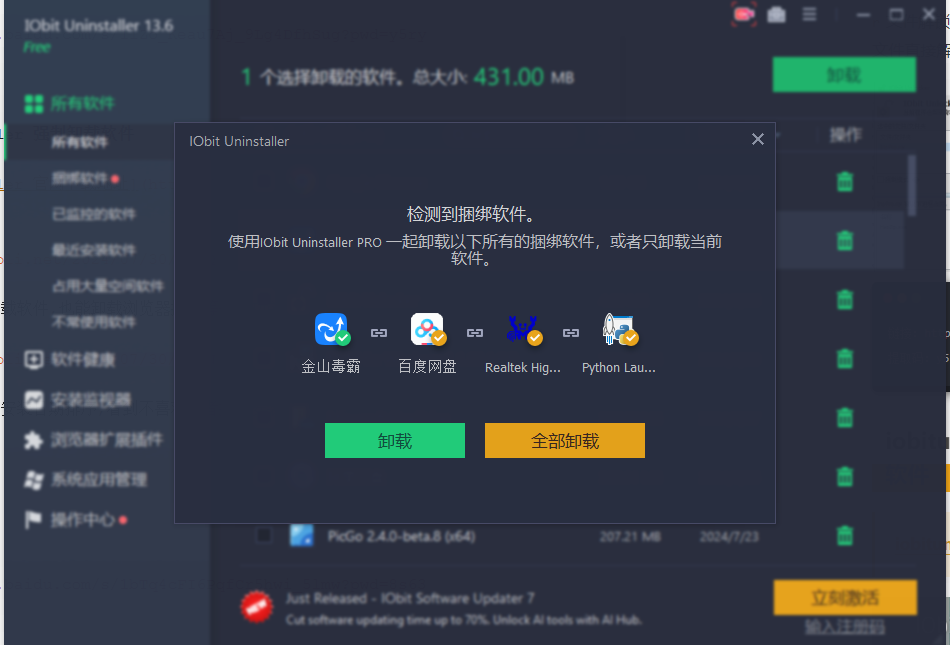 IObit Uninstaller 13.6
Free
1 个选择卸载的软件。总大小: 431.00 MB
卸载
所有软件
所有软件
捆绑软件
已监控的软件
最近安装软件
占用大量空间软件
不常使用软件
软件健康
安装监视器
浏览器扩展插件
系统应用管理
操作中心
操作
IObit Uninstaller
检测到捆绑软件。
使用IObit Uninstaller PRO 一起卸载以下所有的捆绑软件，或者只卸载当前
软件。
金山毒霸
百度网盘
Realtek Hig...
Python Lau...
卸载
全部卸载
PicGo 2.4.0-beta.8 (x64)
207.21 MB
2024/7/23
Just Released - IObit Software Updater 7
Cut software updating time up to 70%. Unlock AI tools with AI Hub.
立刻激活
输入注册码